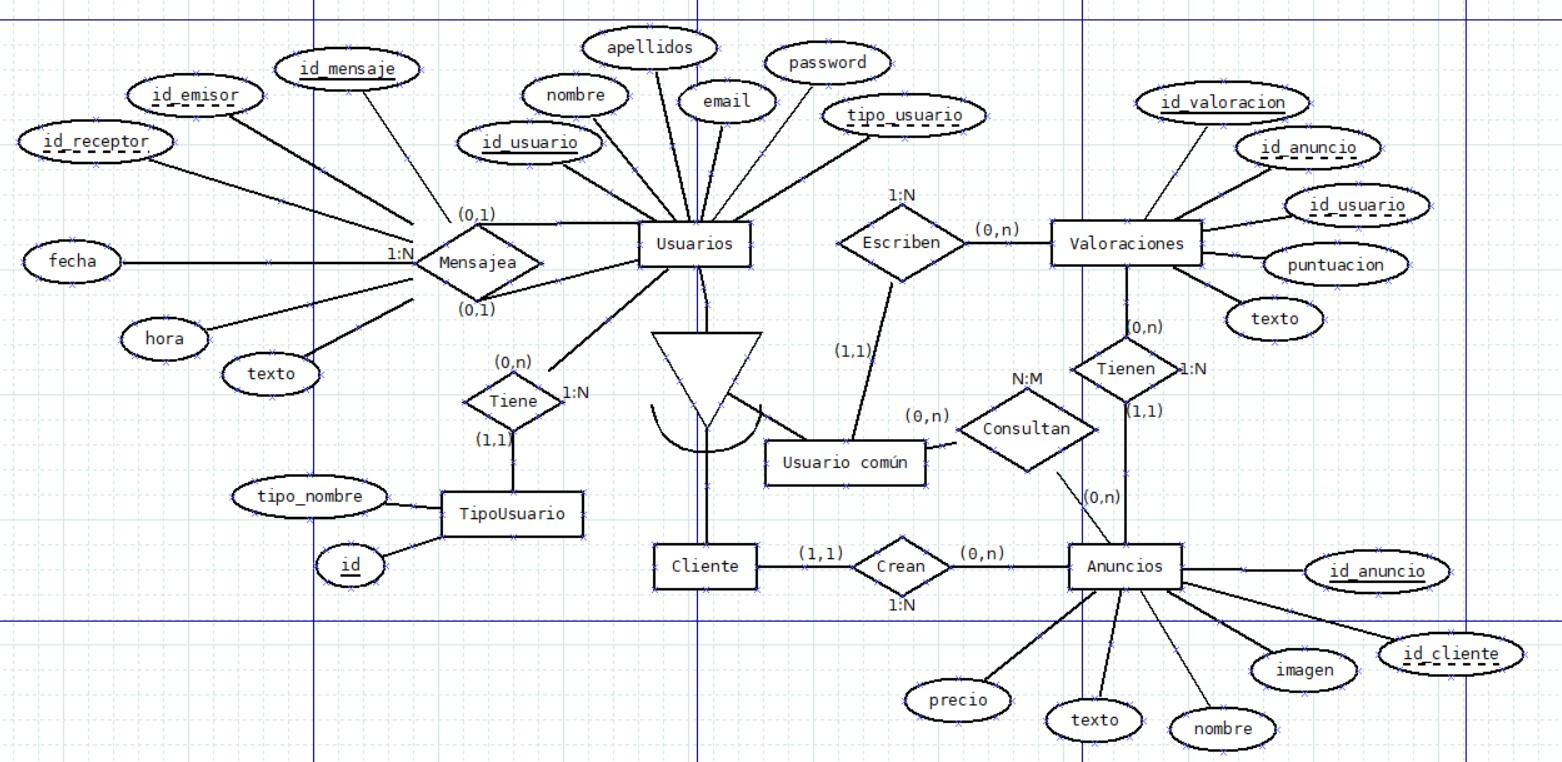 apellidos
id_mensaje
password
id_emisor
nombre
email
id_valoracion
tipo_usuario
id_receptor
id_usuario
id_anuncio
1:N
id_usuario
(0,1)
(0,n)
Usuarios
Escriben
Valoraciones
1:N
fecha
Mensajea
puntuacion
(0,1)
texto
(0,n)
hora
(1,1)
(0,n)
Tienen
1:N
texto
N:M
1:N
Tiene
(1,1)
(0,n)
Consultan
(1,1)
Usuario común
tipo_nombre
(0,n)
TipoUsuario
(1,1)
(0,n)
id
Cliente
Crean
Anuncios
id_anuncio
1:N
id_cliente
imagen
precio
texto
nombre